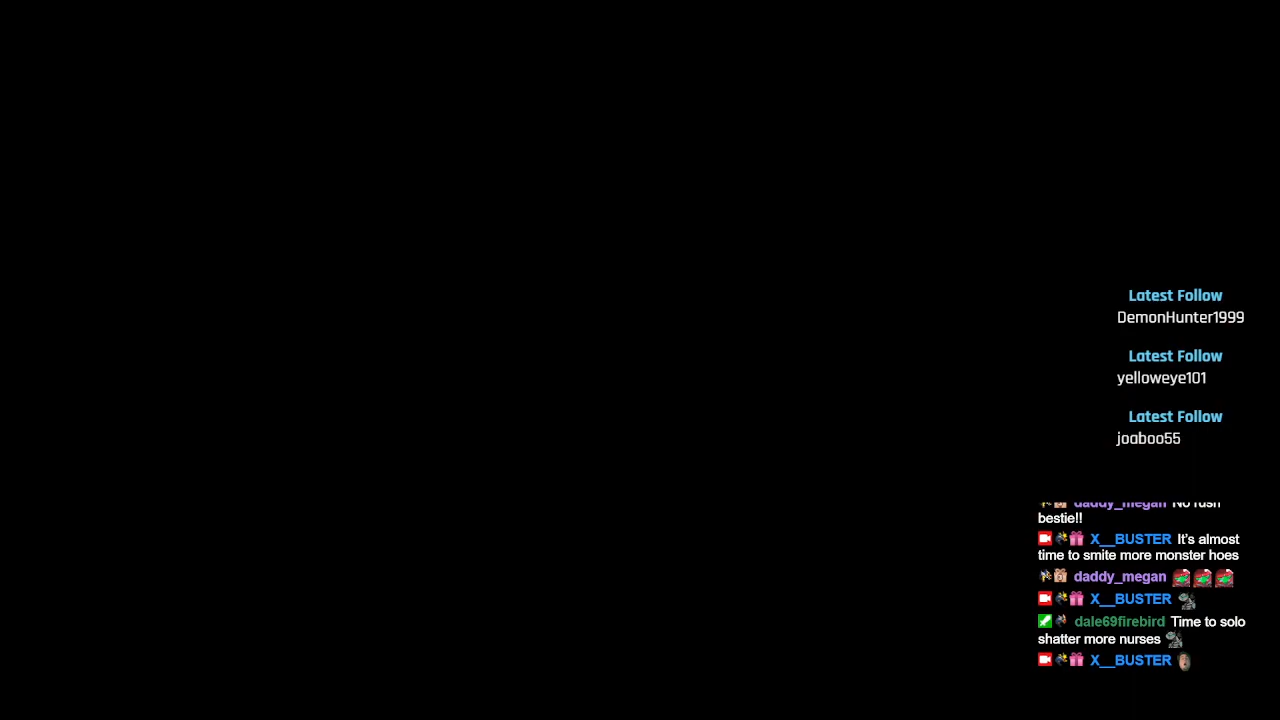 Latest Follow
DemonHunter1999
Latest Follow
yelloweye101
Latest Follow
joaboo55
daddy_megan No rush
bestie!!
X__BUSTER It's almost
time to smite more monster hoes
daddy_megan
X__BUSTER
dale69firebird Time to solo
shatter more nurses
X__BUSTER